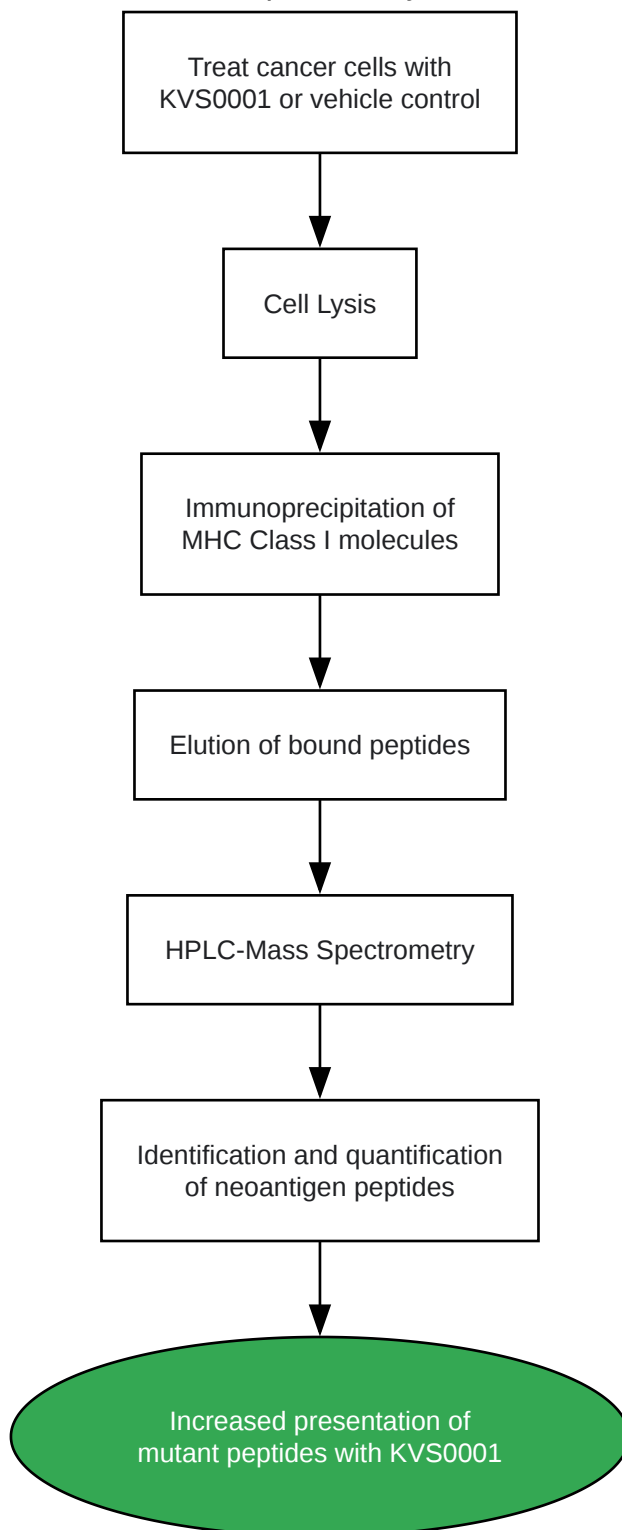 Treat cancer cells with
KVS0001 or vehicle control
Cell Lysis
Immunoprecipitation of
MHC Class I molecules
Elution of bound peptides
HPLC-Mass Spectrometry
Identification and quantification
of neoantigen peptides
Increased presentation of
mutant peptides with KVS0001